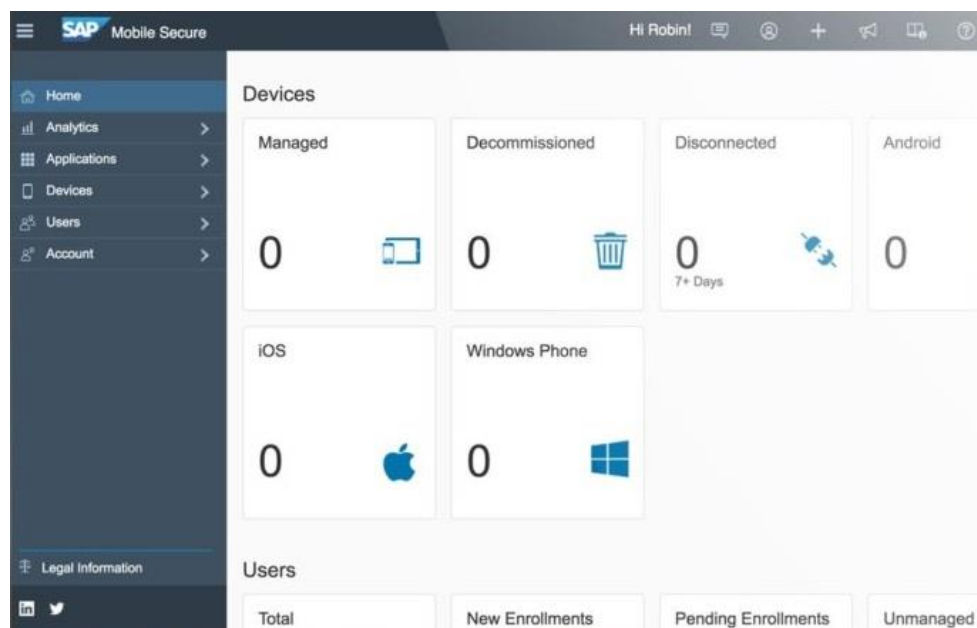 SAP Mobile Secure
Hi Robin!
Home
Analytics
Applications
Devices
Users
Account
Legal Information
in
Devices
Managed
0
Decommissioned
0
Disconnected
0
7+ Days
Android
0
iOS
0
Windows Phone
0
Users
Total
New Enrollments
Pending Enrollments
Unmanaged